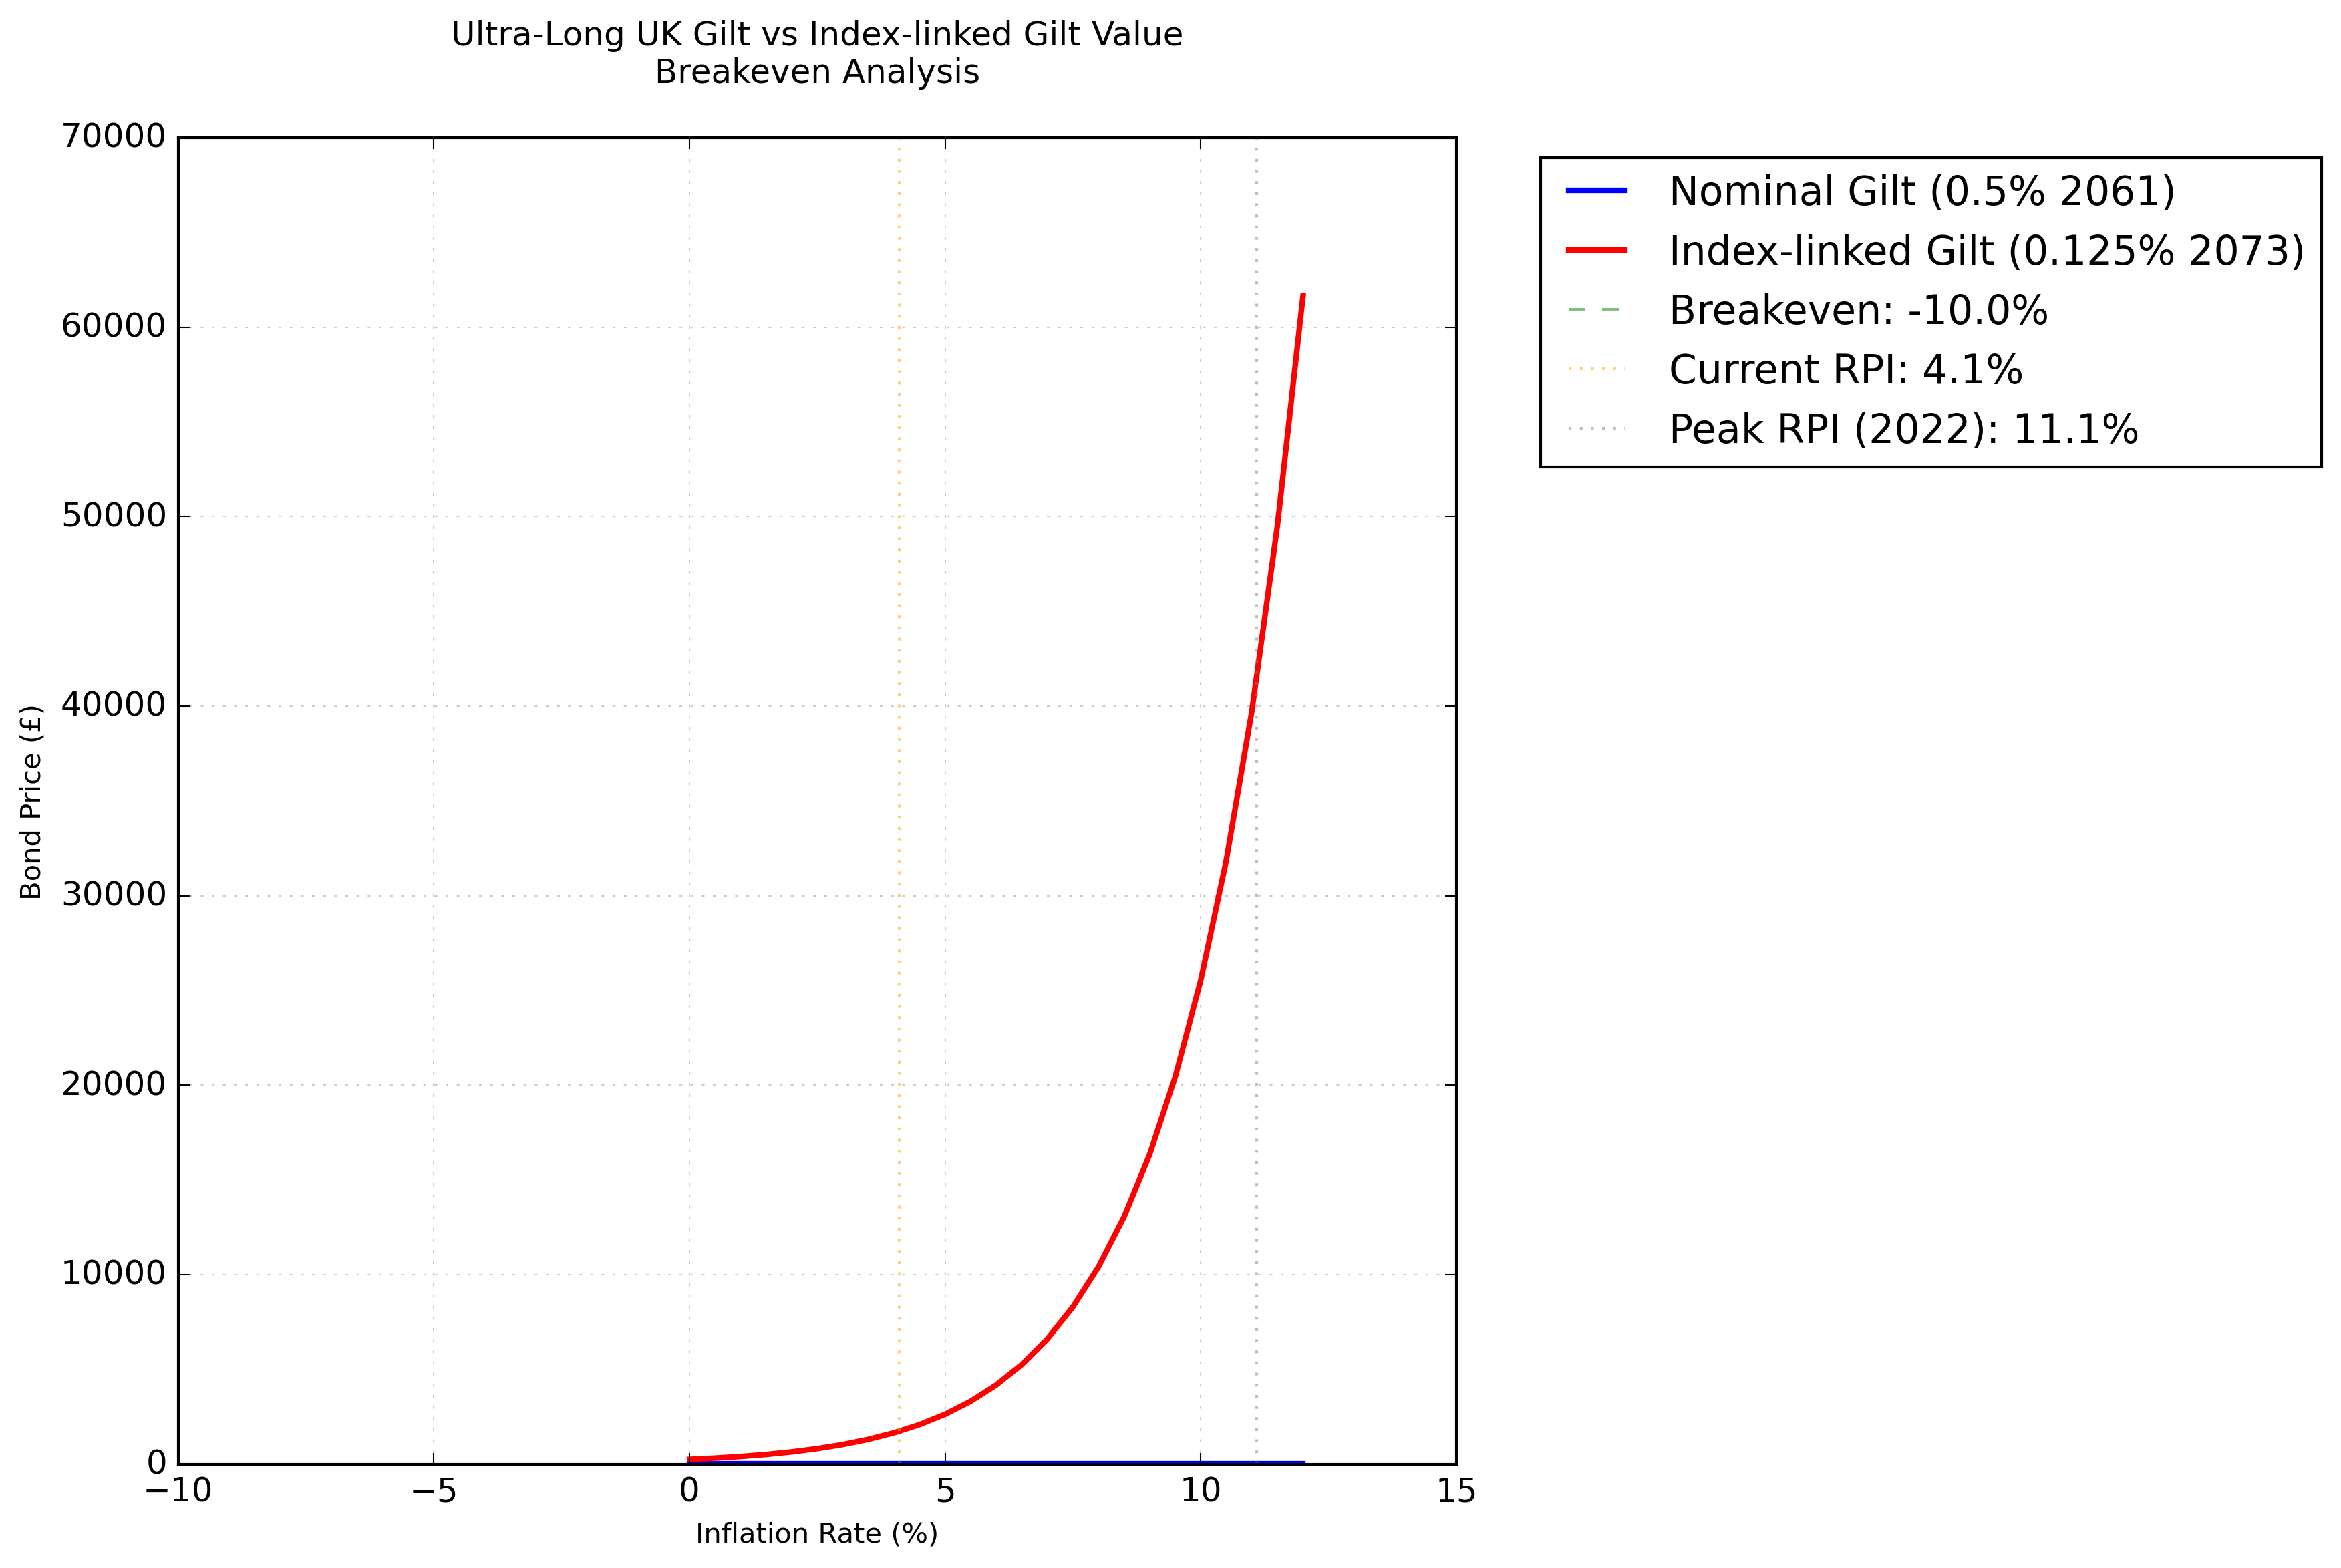 Ultra-Long UK Gilt vs Index-linked Gilt Value
Breakeven Analysis
70000
60000
50000
40000
30000
20000
10000
0
Bond Price (£)
−10
−5
0
5
10
15
Inflation Rate (%)
Nominal Gilt (0.5% 2061)
Index-linked Gilt (0.125% 2073)
Breakeven: -10.0%
Current RPI: 4.1%
Peak RPI (2022): 11.1%